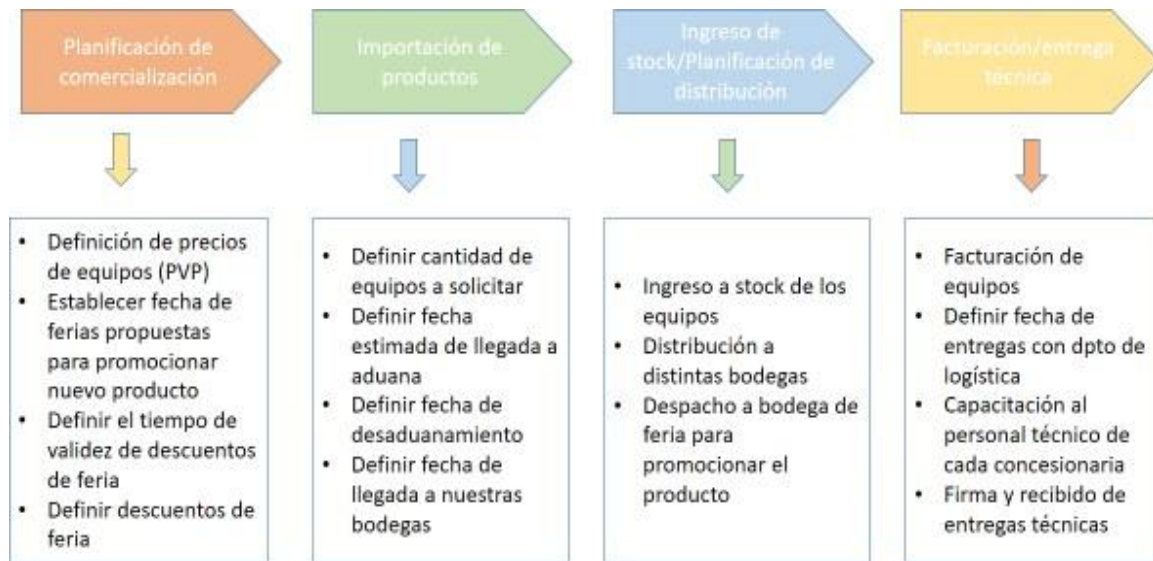 Planificación de
comercialización
Importación de
productos
Ingreso de
stock/Planificación de
distribución
Facturación/entrega
técnica
• Definición de precios
de equipos (PVP)
• Establecer fecha de
ferias propuestas
para promocionar
nuevo producto
• Definir el tiempo de
validez de descuentos
de feria
• Definir descuentos de
feria
• Definir cantidad de
equipos a solicitar
• Definir fecha
estimada de llegada a
aduana
• Definir fecha de
desaduanamiento
• Definir fecha de
llegada a nuestras
bodegas
• Ingreso a stock de los
equipos
• Distribución a
distintas bodegas
• Despacho a bodega de
feria para
promocionar el
producto
• Facturación de
equipos
• Definir fecha de
entregas con dpto de
logística
• Capacitación al
personal técnico de
cada concesionaria
• Firma y recibido de
entregas técnicas